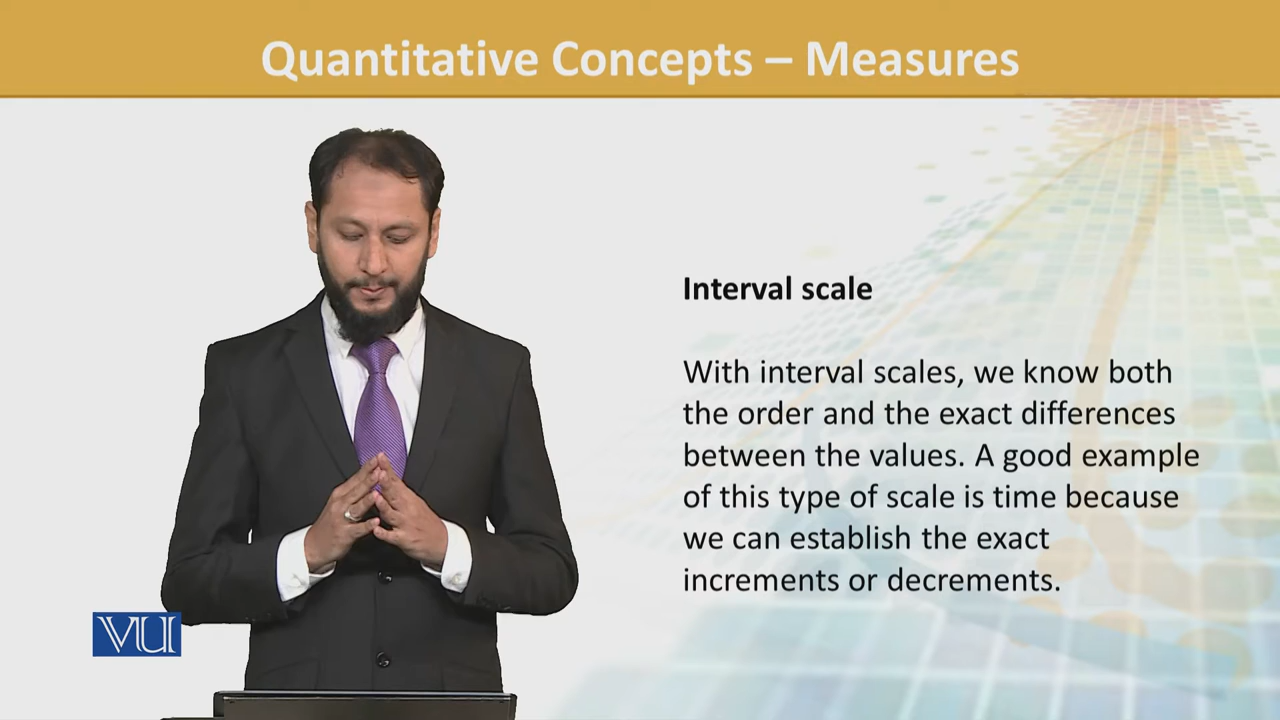 Quantitative Concepts – Measures
Interval scale
With interval scales, we know both
the order and the exact differences
between the values. A good example
of this type of scale is time because
we can establish the exact
increments or decrements.
VU